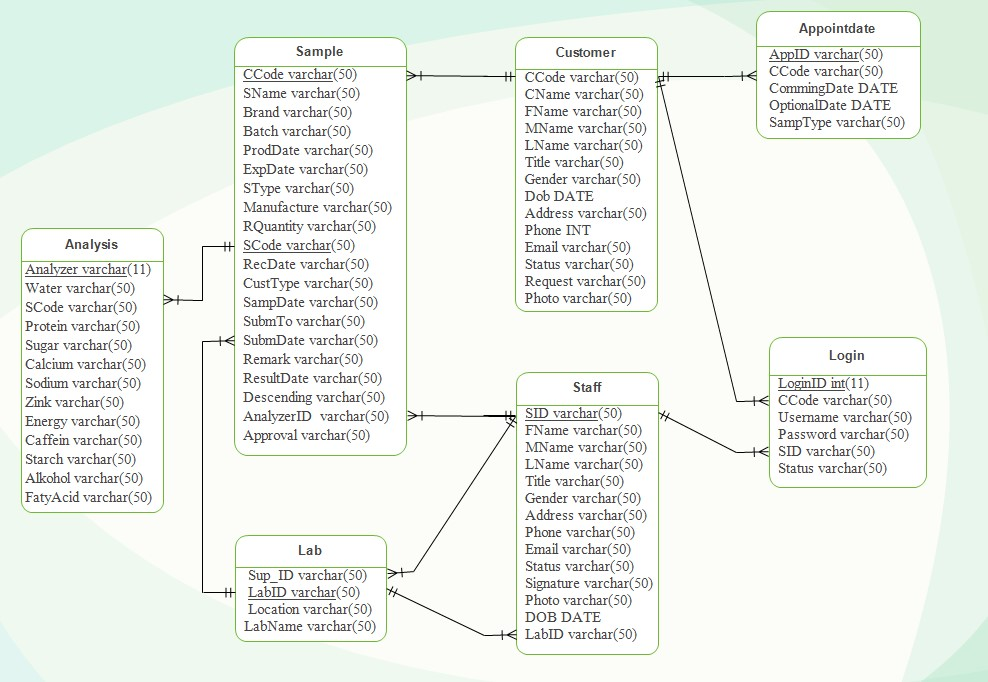 Sample
CCode varchar(50)
SName varchar(50)
Brand varchar(50)
Batch varchar(50)
ProdDate varchar(50)
ExpDate varchar(50)
SType varchar(50)
Manufacture varchar(50)
RQuantity varchar(50)
SCode varchar(50)
RecDate varchar(50)
CustType varchar(50)
SampDate varchar(50)
SubmTo varchar(50)
SubmDate varchar(50)
Remark varchar(50)
ResultDate varchar(50)
Descending varchar(50)
AnalyzerID varchar(50)
Approval varchar(50)
Customer
CCode varchar(50)
CName varchar(50)
FName varchar(50)
MName varchar(50)
LName varchar(50)
Title varchar(50)
Gender varchar(50)
Dob DATE
Address varchar(50)
Phone INT
Email varchar(50)
Status varchar(50)
Request varchar(50)
Photo varchar(50)
Appointdate
AppID varchar(50)
CCode varchar(50)
CommingDate DATE
OptionalDate DATE
SampType varchar(50)
Analysis
Analyzer varchar(11)
Water varchar(50)
SCode varchar(50)
Protein varchar(50)
Sugar varchar(50)
Calcium varchar(50)
Sodium varchar(50)
Zink varchar(50)
Energy varchar(50)
Caffein varchar(50)
Starch varchar(50)
Alkohol varchar(50)
FatyAcid varchar(50)
Login
LoginID int(11)
CCode varchar(50)
Username varchar(50)
Password varchar(50)
SID varchar(50)
Status varchar(50)
Staff
SID varchar(50)
FName varchar(50)
MName varchar(50)
LName varchar(50)
Title varchar(50)
Gender varchar(50)
Address varchar(50)
Phone varchar(50)
Email varchar(50)
Status varchar(50)
Signature varchar(50)
Photo varchar(50)
DOB DATE
LabID varchar(50)
Lab
Sup_ID varchar(50)
LabID varchar(50)
Location varchar(50)
LabName varchar(50)